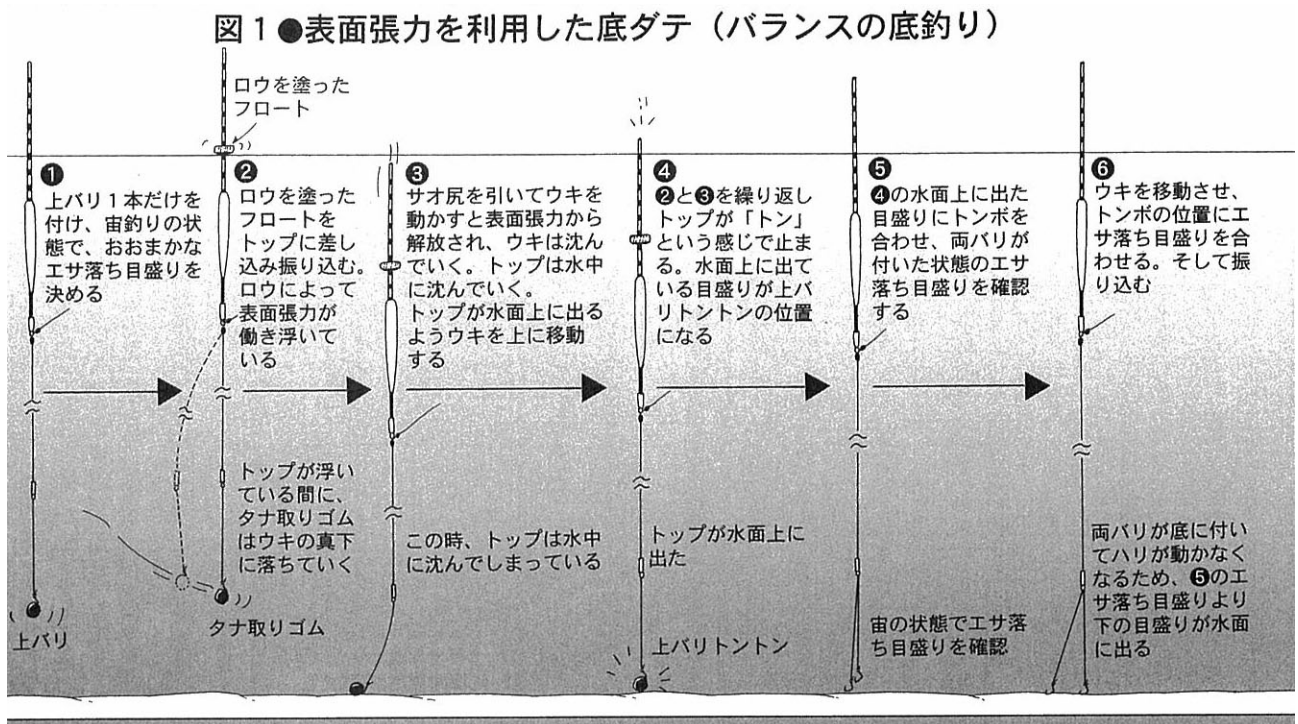 図1●表面張力を利用した底ダテ（バランスの底釣り）
ロウを塗った
フロート
❶
上バリ1本だけを
付け、宙釣りの状
態で、おおまかな
エサ落ち目盛りを
決める
上バリ
❷
ロウを塗った
フロートを
トップに差し
込み振り込む。
ロウによって
表面張力が
働き浮いて
いる
トップが浮い
ている間に、
タナ取りゴム
はウキの真下
に落ちていく
タナ取りゴム
❸
サオ尻を引いてウキを
動かすと表面張力から
解放され、ウキは沈ん
でいく。トップは水中
に沈んでいく。
トップが水面上に出る
ようウキを上に移動
する
この時、トップは水中
に沈んでしまっている
❹
❷と❸を繰り返し
トップが「トン」
という感じで止ま
る。水面上に出て
いる目盛りが上バ
リトントンの位置
になる
トップが水面上に
出た
上バリトントン
❺
❹の水面上に出た
目盛りにトンボを
合わせ、両バリが
付いた状態のエサ
落ち目盛りを確認
する
宙の状態でエサ落
ち目盛りを確認
❻
ウキを移動させ、
トンボの位置にエ
サ落ち目盛りを合
わせる。そして振
り込む
両バリが底に付い
てハリが動かなく
なるため、❺のエ
サ落ち目盛りより
下の目盛りが水面
に出る